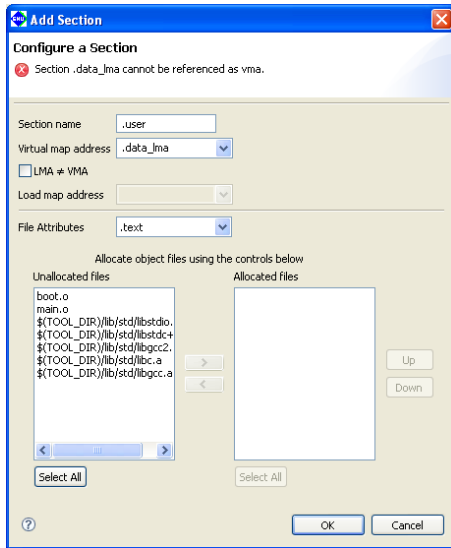 GNU Add Section
Configure a Section
Section .data_lma cannot be referenced as vma.
Section name .user
Virtual map address .data_lma
LMA ≠ VMA
Load map address
File Attributes .text
Allocate object files using the controls below
Unallocated files Allocated files
boot.o
main.o
$(TOOL_DIR)/lib/std/libstdio.
$(TOOL_DIR)/lib/std/libstdc+
$(TOOL_DIR)/lib/std/libgcc2.
$(TOOL_DIR)/lib/std/libc.a
$(TOOL_DIR)/lib/std/libgcc.a
>
<
Up
Down
Select All Select All
? OK Cancel